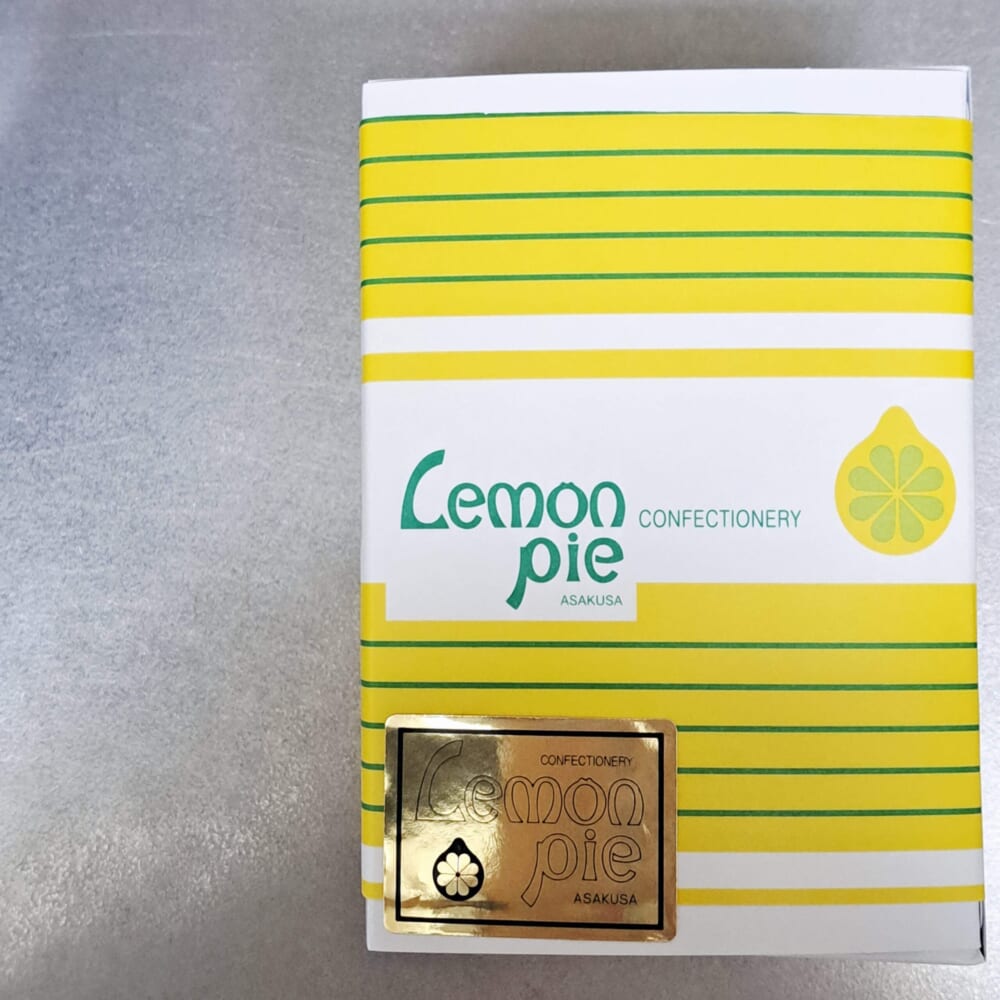 Lemon
pie
CONFECTIONERY
ASAKUSA
CONFECTIONERY
Lemon
pie
ASAKUSA